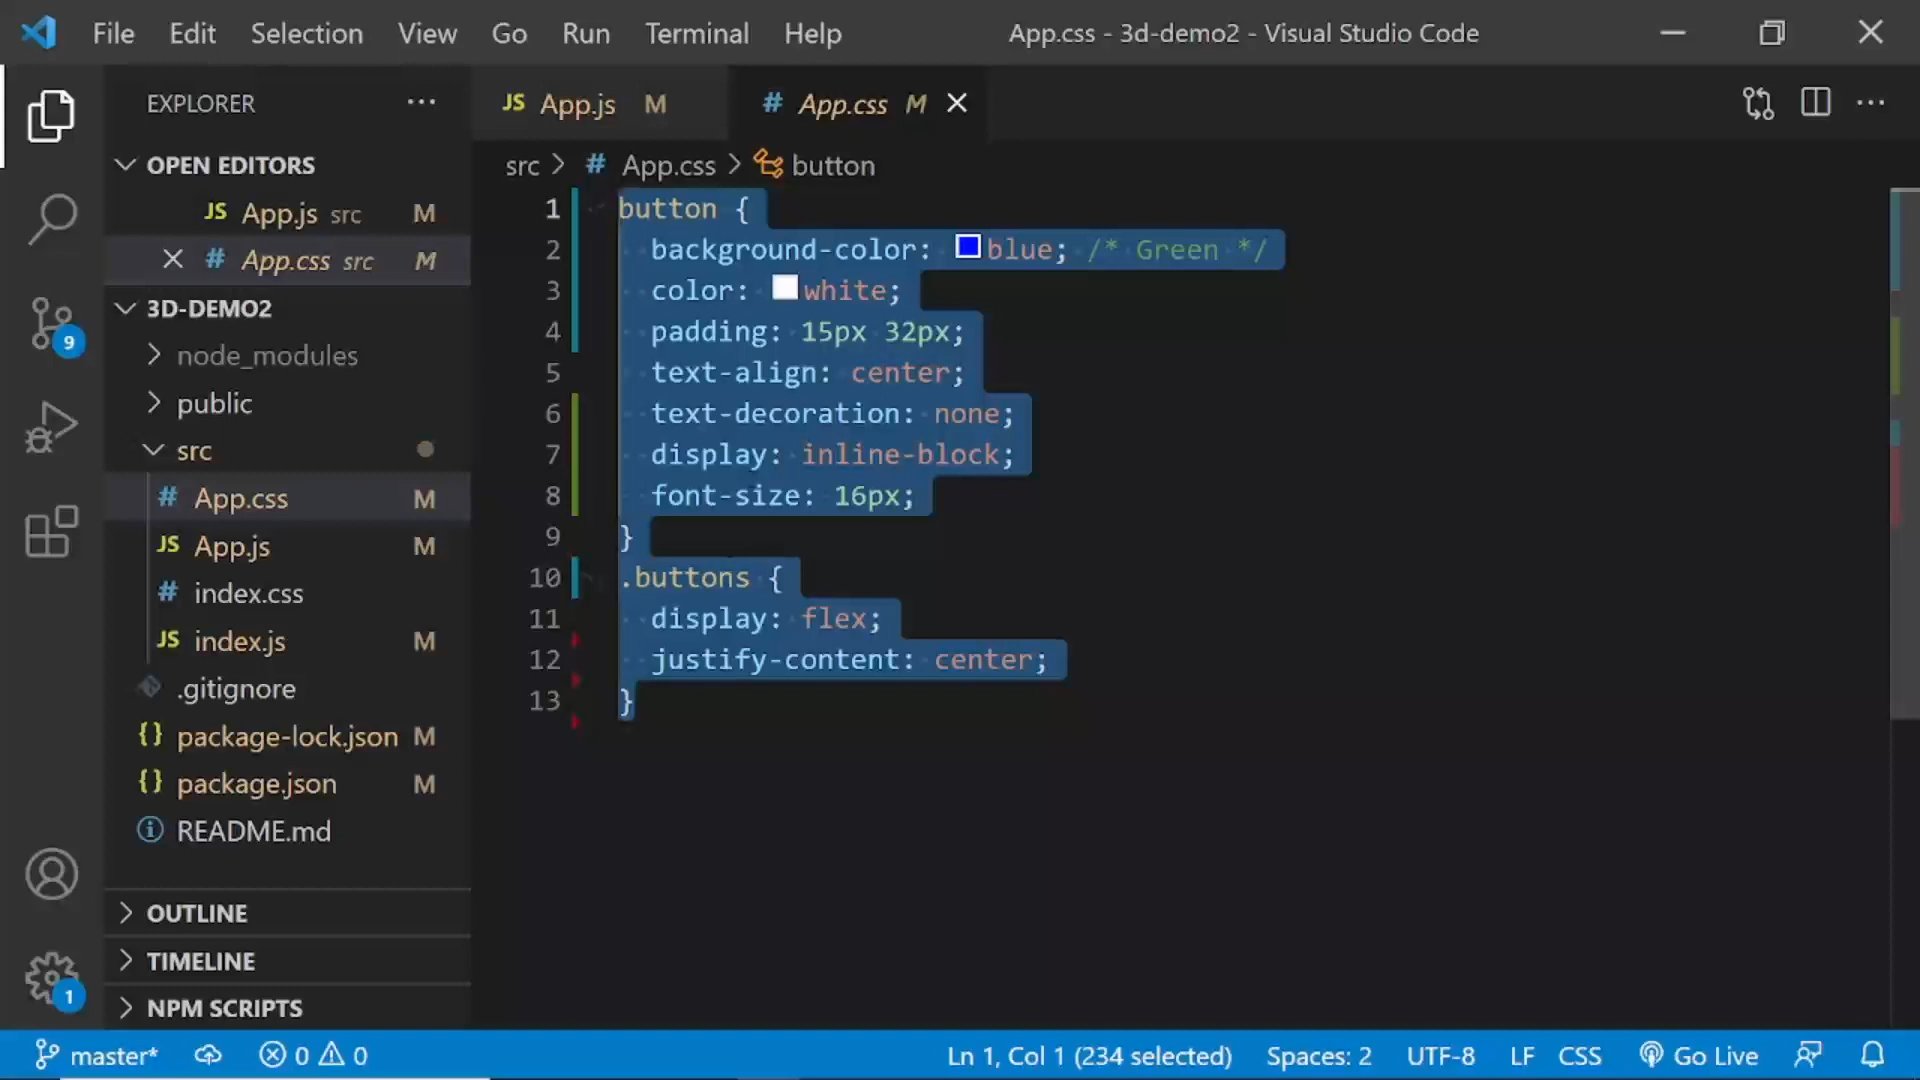 File Edit Selection View Go Run Terminal Help App.css - 3d-demo2 - Visual Studio Code
EXPLORER ···
OPEN EDITORS
JS App.js src M
# App.css src M
3D-DEMO2
node_modules
public
src
# App.css M
JS App.js M
# index.css
JS index.js M
.gitignore
{} package-lock.json M
{} package.json M
README.md
OUTLINE
TIMELINE
NPM SCRIPTS
9
1
JS App.js M # App.css M
src > # App.css > button
1 button {
2 background-color: blue; /* Green */
3 color: white;
4 padding: 15px 32px;
5 text-align: center;
6 text-decoration: none;
7 display: inline-block;
8 font-size: 16px;
9 }
10 .buttons {
11 display: flex;
12 justify-content: center;
13 }
master* 0 0 Ln 1, Col 1 (234 selected) Spaces: 2 UTF-8 LF CSS Go Live